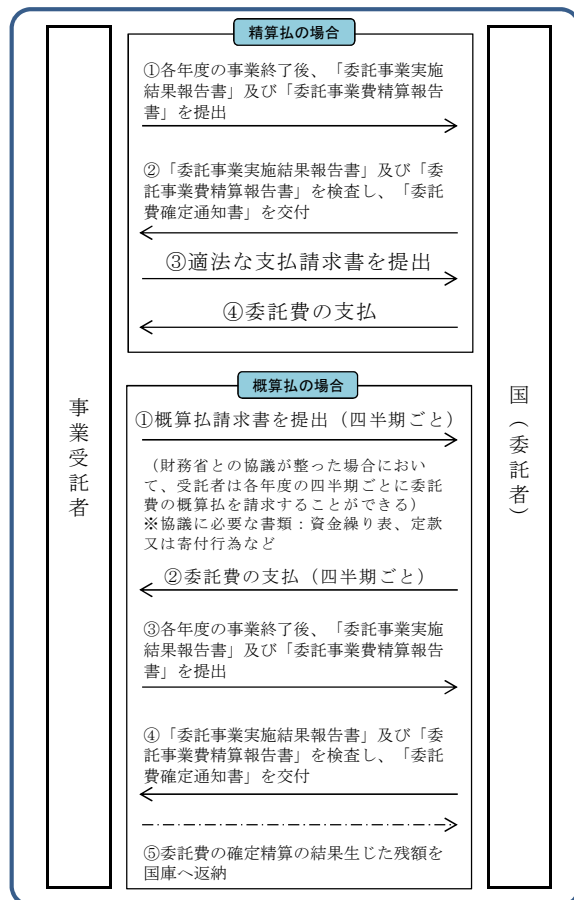 精算払の場合
①各年度の事業終了後、「委託事業実施
結果報告書」及び「委託事業費精算報告
書」を提出
②「委託事業実施結果報告書」及び「委
託事業費精算報告書」を検査し、「委託
費確定通知書」を交付
③適法な支払請求書を提出
④委託費の支払
概算払の場合
①概算払請求書を提出（四半期ごと）
（財務省との協議が整った場合におい
て、受託者は各年度の四半期ごとに委託
費の概算払を請求することができる）
※協議に必要な書類：資金繰り表、定款
又は寄付行為など
②委託費の支払（四半期ごと）
③各年度の事業終了後、「委託事業実施
結果報告書」及び「委託事業費精算報告
書」を提出
④「委託事業実施結果報告書」及び「委
託事業費精算報告書」を検査し、「委託
費確定通知書」を交付
⑤委託費の確定精算の結果生じた残額を
国庫へ返納
事業受託者
国（委託者）